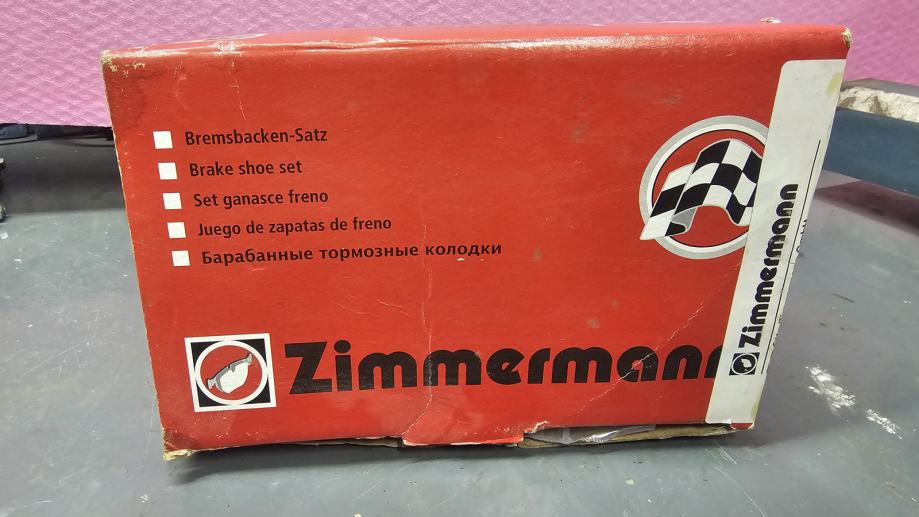 Bremsbacken-Satz
Brake shoe set
Set ganasce freno
Juego de zapatas de freno
Барабанные тормозные колодки
Zimmermann
Zimmermann